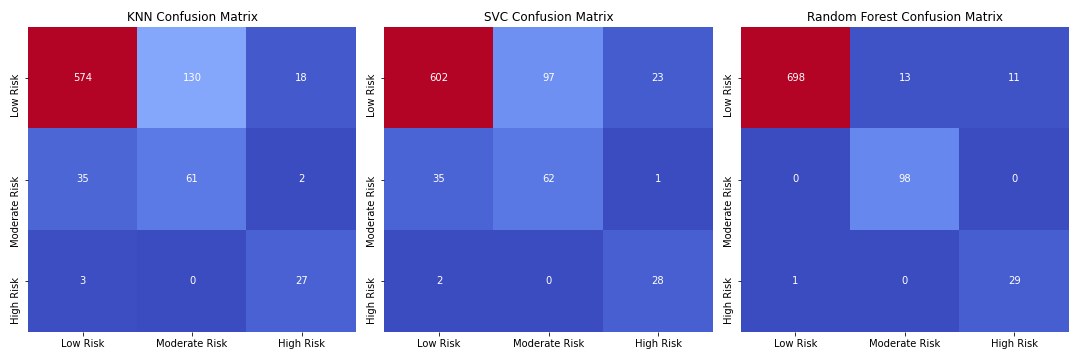 KNN Confusion Matrix
Low Risk
574 130 18
Moderate Risk
35 61 2
High Risk
3 0 27
Low Risk Moderate Risk High Risk
SVC Confusion Matrix
Low Risk
602 97 23
Moderate Risk
35 62 1
High Risk
2 0 28
Low Risk Moderate Risk High Risk
Random Forest Confusion Matrix
Low Risk
698 13 11
Moderate Risk
0 98 0
High Risk
1 0 29
Low Risk Moderate Risk High Risk